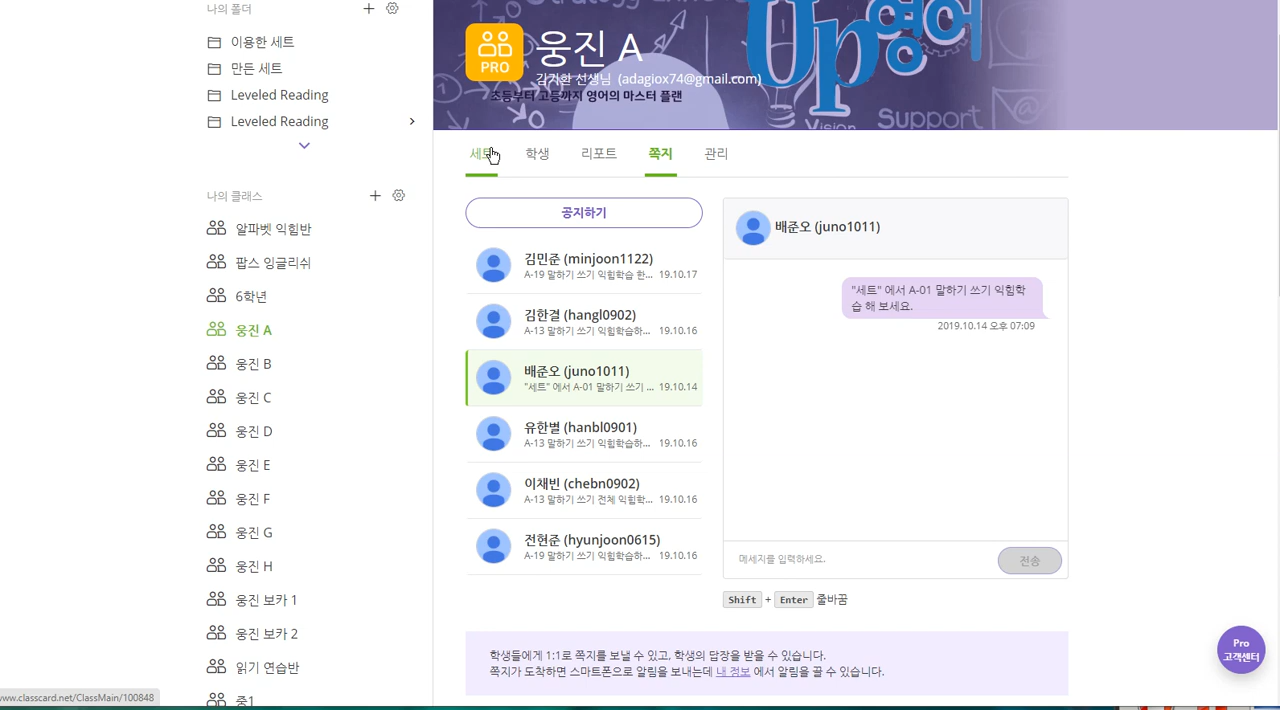 나의 폴더
이용한 세트
만든 세트
Leveled Reading
Leveled Reading
나의 클래스
알파벳 익힘반
팝스 잉글리쉬
6학년
웅진 A
웅진 B
웅진 C
웅진 D
웅진 E
웅진 F
웅진 G
웅진 H
웅진 보카 1
웅진 보카 2
읽기 연습반
중1
www.classcard.net/ClassMain/100848
PRO
웅진 A
김기환 선생님 (adagiox74@gmail.com)
초등부터 고등까지 영어의 마스터 플랜
Up
영어
Support
Vision
세트 학생 리포트 쪽지 관리
공지하기
김민준 (minjoon1122)
A-19 말하기 쓰기 익힘학습 한... 19.10.17
김한결 (hangl0902)
A-13 말하기 쓰기 익힘학습하... 19.10.16
배준오 (juno1011)
"세트" 에서 A-01 말하기 쓰기 ... 19.10.14
유한별 (hanbl0901)
A-13 말하기 쓰기 익힘학습하... 19.10.16
이채빈 (chebn0902)
A-13 말하기 쓰기 전체 익힘학... 19.10.16
전현준 (hyunjoon0615)
A-19 말하기 쓰기 익힘학습하... 19.10.16
배준오 (juno1011)
"세트" 에서 A-01 말하기 쓰기 익힘학
습 해 보세요.
2019.10.14 오후 07:09
메세지를 입력하세요.
전송
Shift + Enter 줄바꿈
학생들에게 1:1로 쪽지를 보낼 수 있고, 학생의 답장을 받을 수 있습니다.
쪽지가 도착하면 스마트폰으로 알림을 보내는데 내 정보 에서 알림을 끌 수 있습니다.
Pro
고객센터